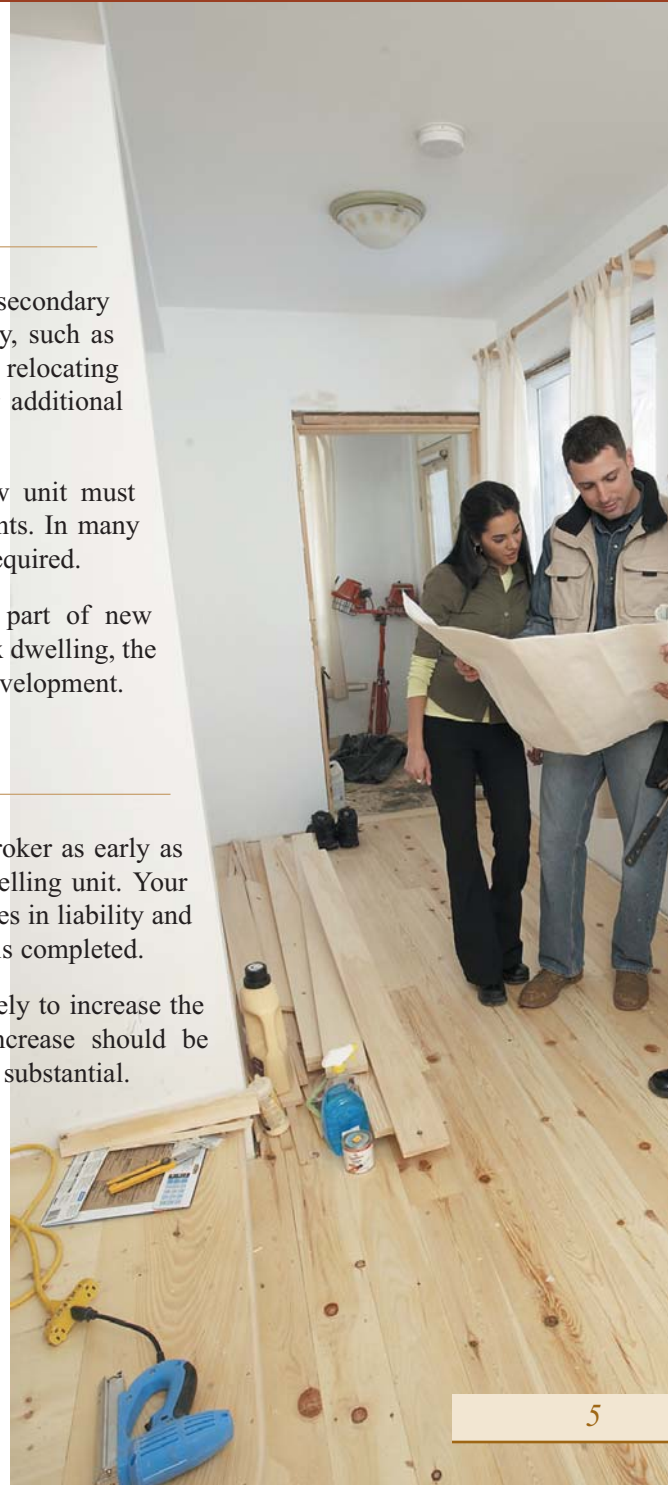 secondary
y, such as
relocating
additional
unit must
nts. In many
equired.
part of new
dwelling, the
velopment.
roker as early as
elling unit. Your
es in liability and
is completed.
ely to increase the
ncrease should be
substantial.
5